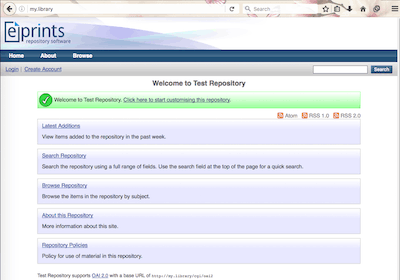 my.library
Search
eprints
repository software
Home About Browse
Login | Create Account
Search
Welcome to Test Repository
Welcome to Test Repository. Click here to start customising this repository.
Atom RSS 1.0 RSS 2.0
Latest Additions
View items added to the repository in the past week.
Search Repository
Search the repository using a full range of fields. Use the search field at the top of the page for a quick search.
Browse Repository
Browse the items in the repository by subject.
About this Repository
More information about this site.
Repository Policies
Policy for use of material in this repository.
Test Repository supports OAI 2.0 with a base URL of http://my.library/cgi/oai2